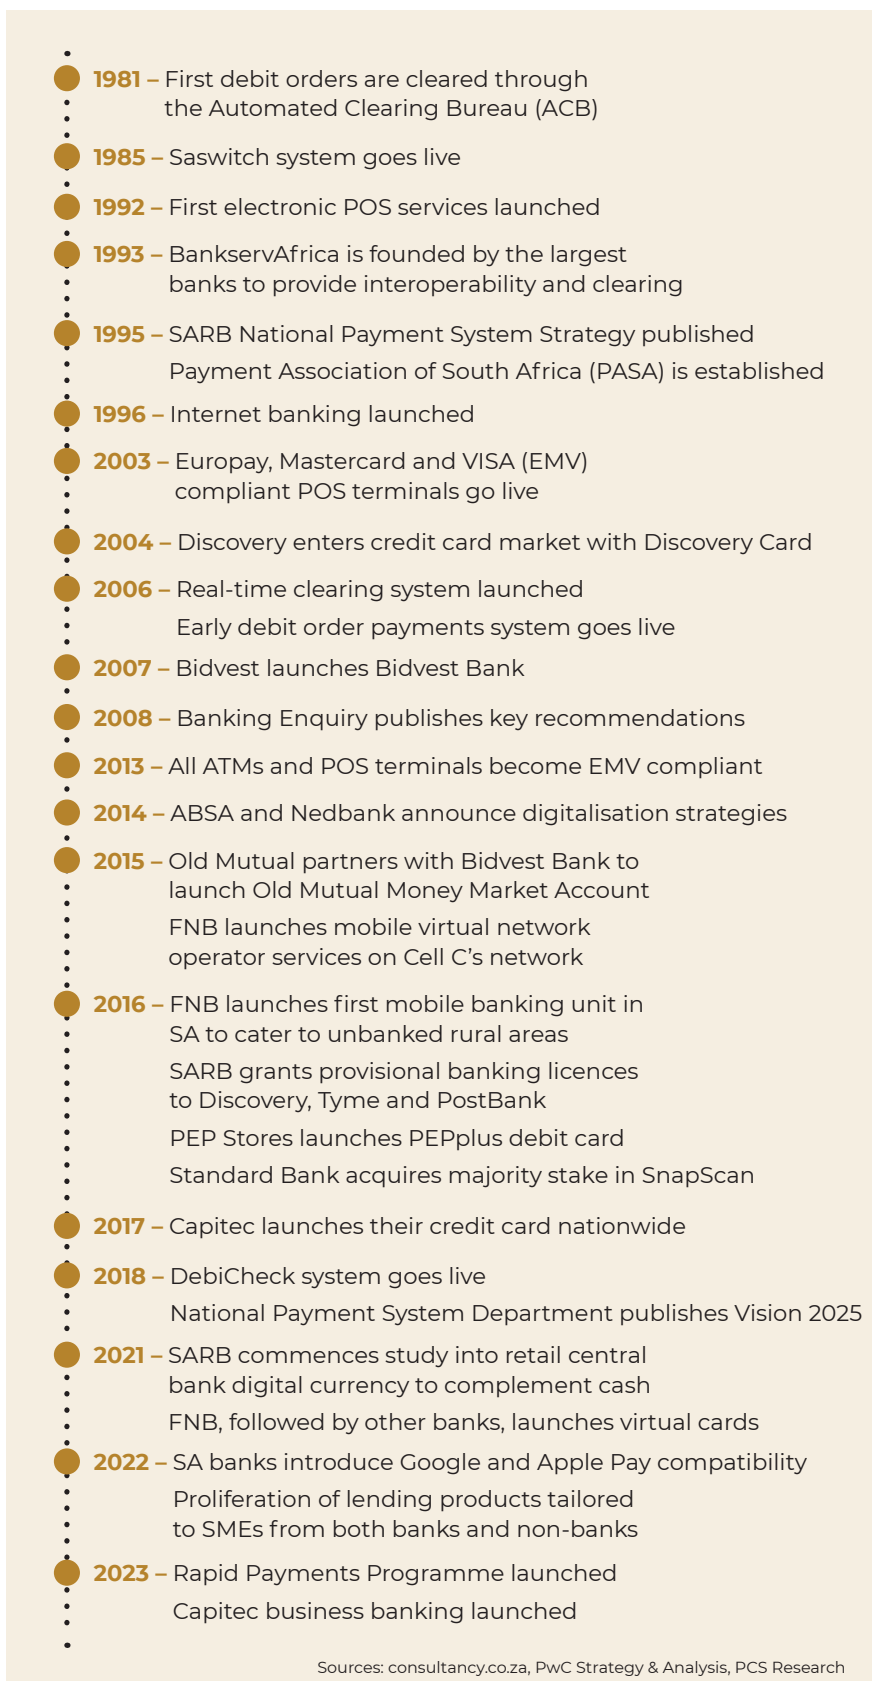 1981 – First debit orders are cleared through
the Automated Clearing Bureau (ACB)
1985 – Saswitch system goes live
1992 – First electronic POS services launched
1993 – BankservAfrica is founded by the largest
banks to provide interoperability and clearing
1995 – SARB National Payment System Strategy published
Payment Association of South Africa (PASA) is established
1996 – Internet banking launched
2003 – Europay, Mastercard and VISA (EMV)
compliant POS terminals go live
2004 – Discovery enters credit card market with Discovery Card
2006 – Real-time clearing system launched
Early debit order payments system goes live
2007 – Bidvest launches Bidvest Bank
2008 – Banking Enquiry publishes key recommendations
2013 – All ATMs and POS terminals become EMV compliant
2014 – ABSA and Nedbank announce digitalisation strategies
2015 – Old Mutual partners with Bidvest Bank to
launch Old Mutual Money Market Account
FNB launches mobile virtual network
operator services on Cell C’s network
2016 – FNB launches first mobile banking unit in
SA to cater to unbanked rural areas
SARB grants provisional banking licences
to Discovery, Tyme and PostBank
PEP Stores launches PEPplus debit card
Standard Bank acquires majority stake in SnapScan
2017 – Capitec launches their credit card nationwide
2018 – DebiCheck system goes live
National Payment System Department publishes Vision 2025
2021 – SARB commences study into retail central
bank digital currency to complement cash
FNB, followed by other banks, launches virtual cards
2022 – SA banks introduce Google and Apple Pay compatibility
Proliferation of lending products tailored
to SMEs from both banks and non-banks
2023 – Rapid Payments Programme launched
Capitec business banking launched
Sources: consultancy.co.za, PwC Strategy & Analysis, PCS Research